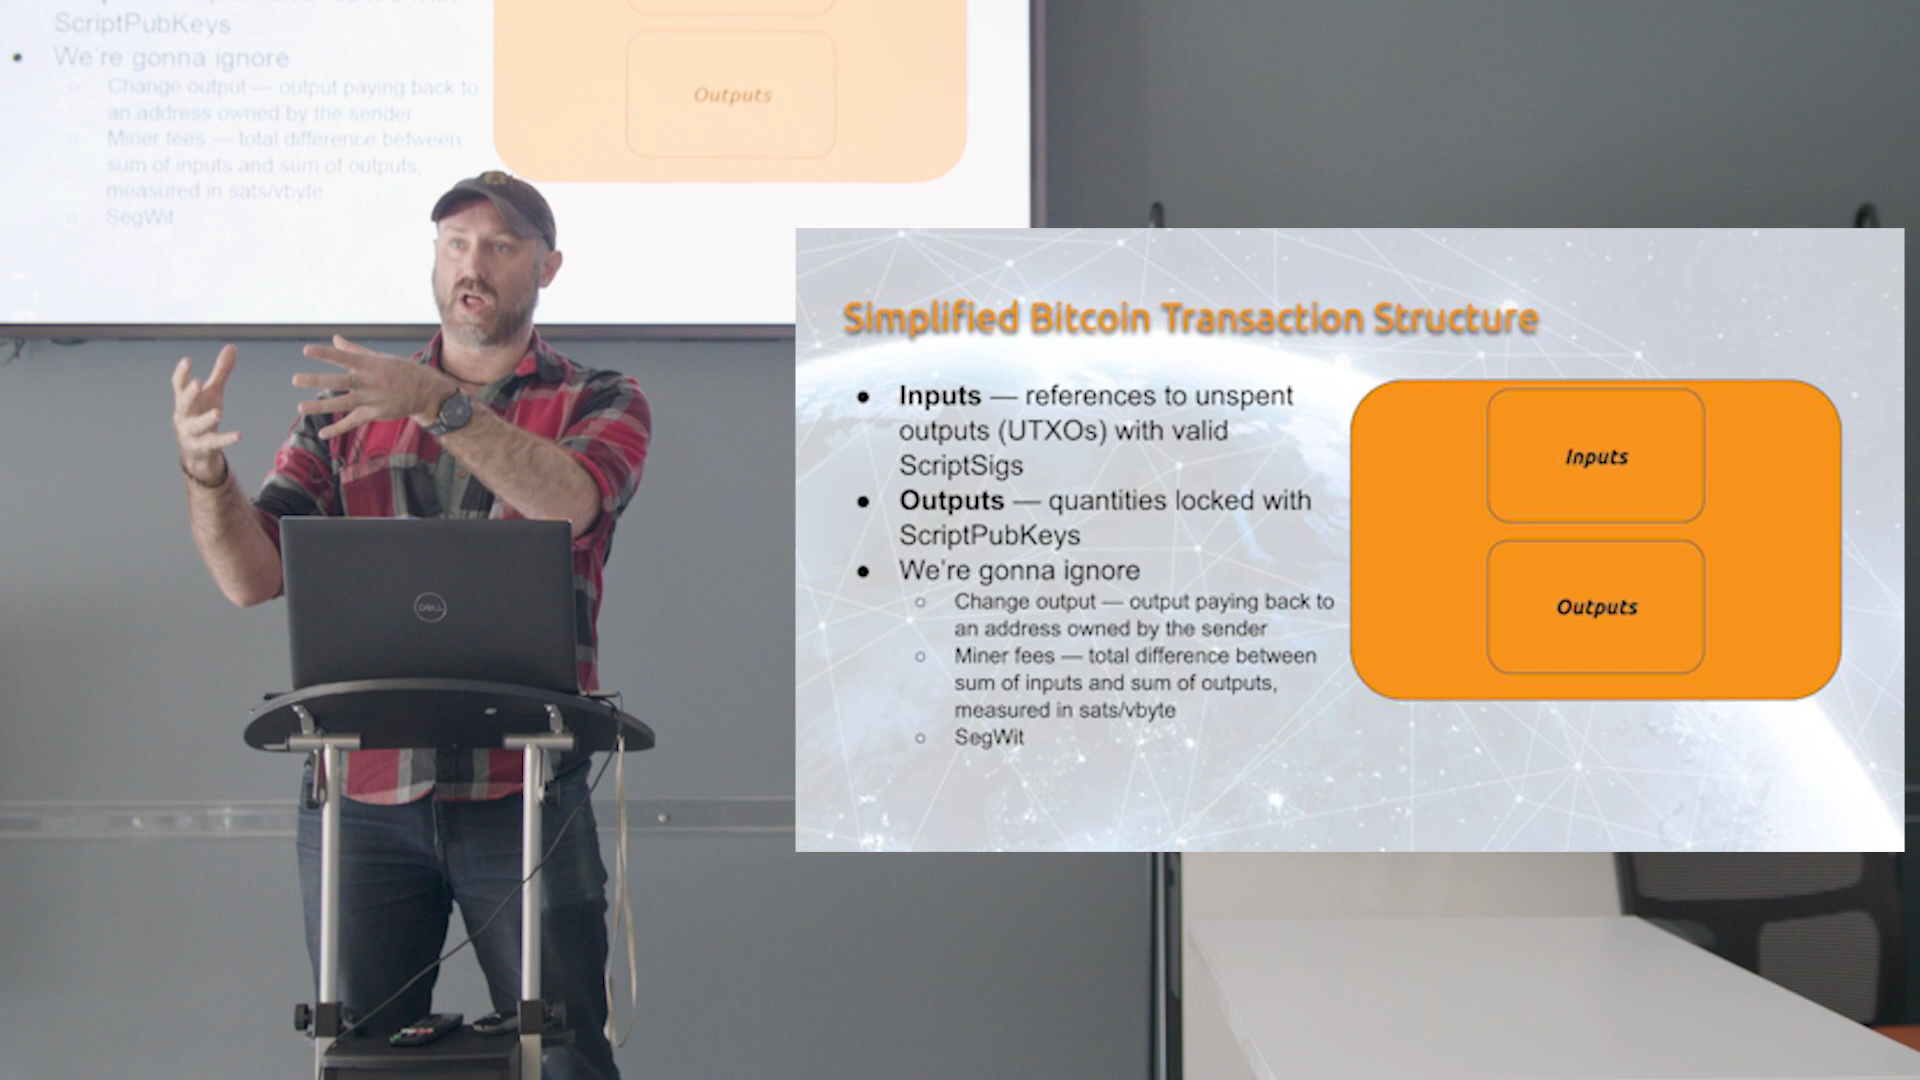 ScriptPubKeys
• We're gonna ignore
○ Change output — output paying back to
an address owned by the sender
○ Miner fees — total difference between
sum of inputs and sum of outputs,
measured in sats/vbyte
○ SegWit
Outputs
DELL
Simplified Bitcoin Transaction Structure
• Inputs — references to unspent
outputs (UTXOs) with valid
ScriptSigs
• Outputs — quantities locked with
ScriptPubKeys
• We're gonna ignore
○ Change output — output paying back to
an address owned by the sender
○ Miner fees — total difference between
sum of inputs and sum of outputs,
measured in sats/vbyte
○ SegWit
Inputs
Outputs